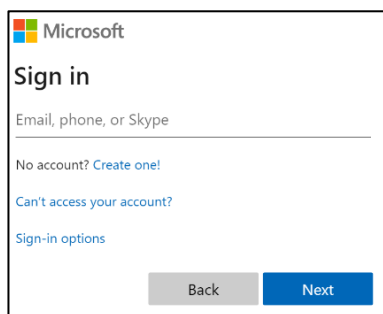 Microsoft
Sign in
Email, phone, or Skype
No account? Create one!
Can't access your account?
Sign-in options
Back Next